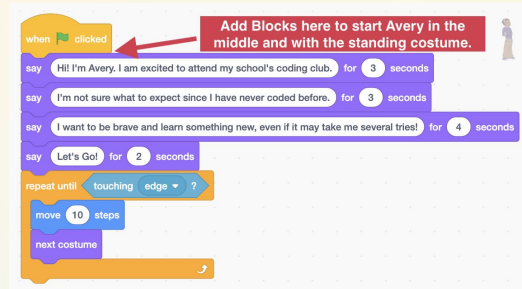 Add Blocks here to start Avery in the
middle and with the standing costume.
when clicked
say Hi! I'm Avery. I am excited to attend my school's coding club. for 3 seconds
say I'm not sure what to expect since I have never coded before. for 3 seconds
say I want to be brave and learn something new, even if it may take me several tries! for 4 seconds
say Let's Go! for 2 seconds
repeat until touching edge ?
move 10 steps
next costume